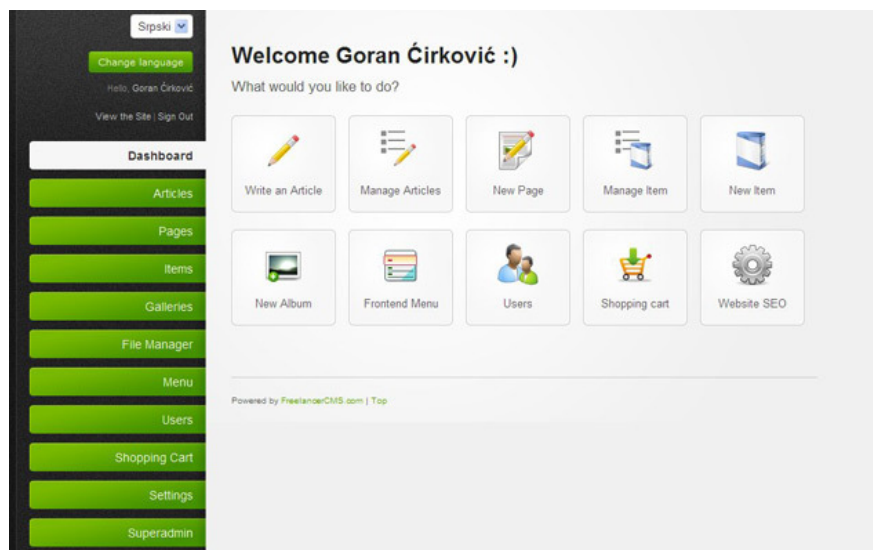 Srpski
Change language
Hello, Goran Ćirković
View the Site | Sign Out
Dashboard
Articles
Pages
Items
Galleries
File Manager
Menu
Users
Shopping Cart
Settings
Superadmin
Welcome Goran Ćirković :)
What would you like to do?
Write an Article
Manage Articles
New Page
Manage Item
New Item
New Album
Frontend Menu
Users
Shopping cart
Website SEO
Powered by FreelancerCMS.com | Top